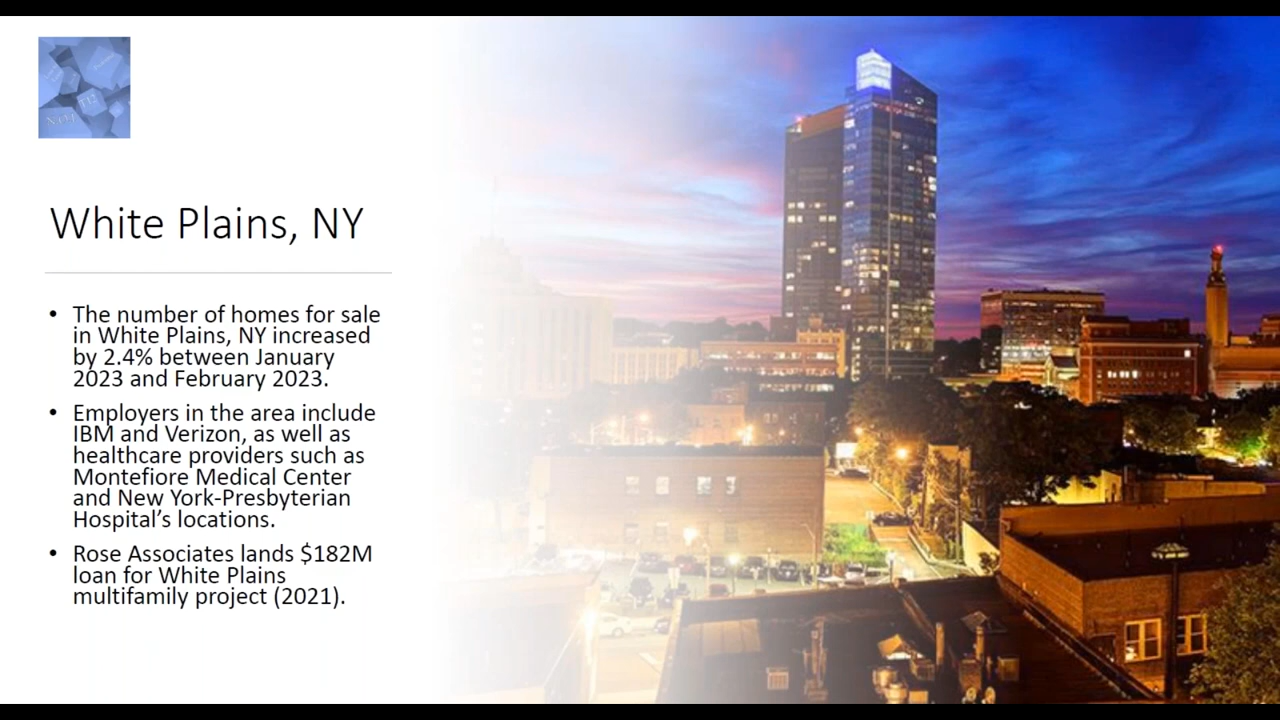 White Plains, NY
• The number of homes for sale
in White Plains, NY increased
by 2.4% between January
2023 and February 2023.
• Employers in the area include
IBM and Verizon, as well as
healthcare providers such as
Montefiore Medical Center
and New York-Presbyterian
Hospital’s locations.
• Rose Associates lands $182M
loan for White Plains
multifamily project (2021).